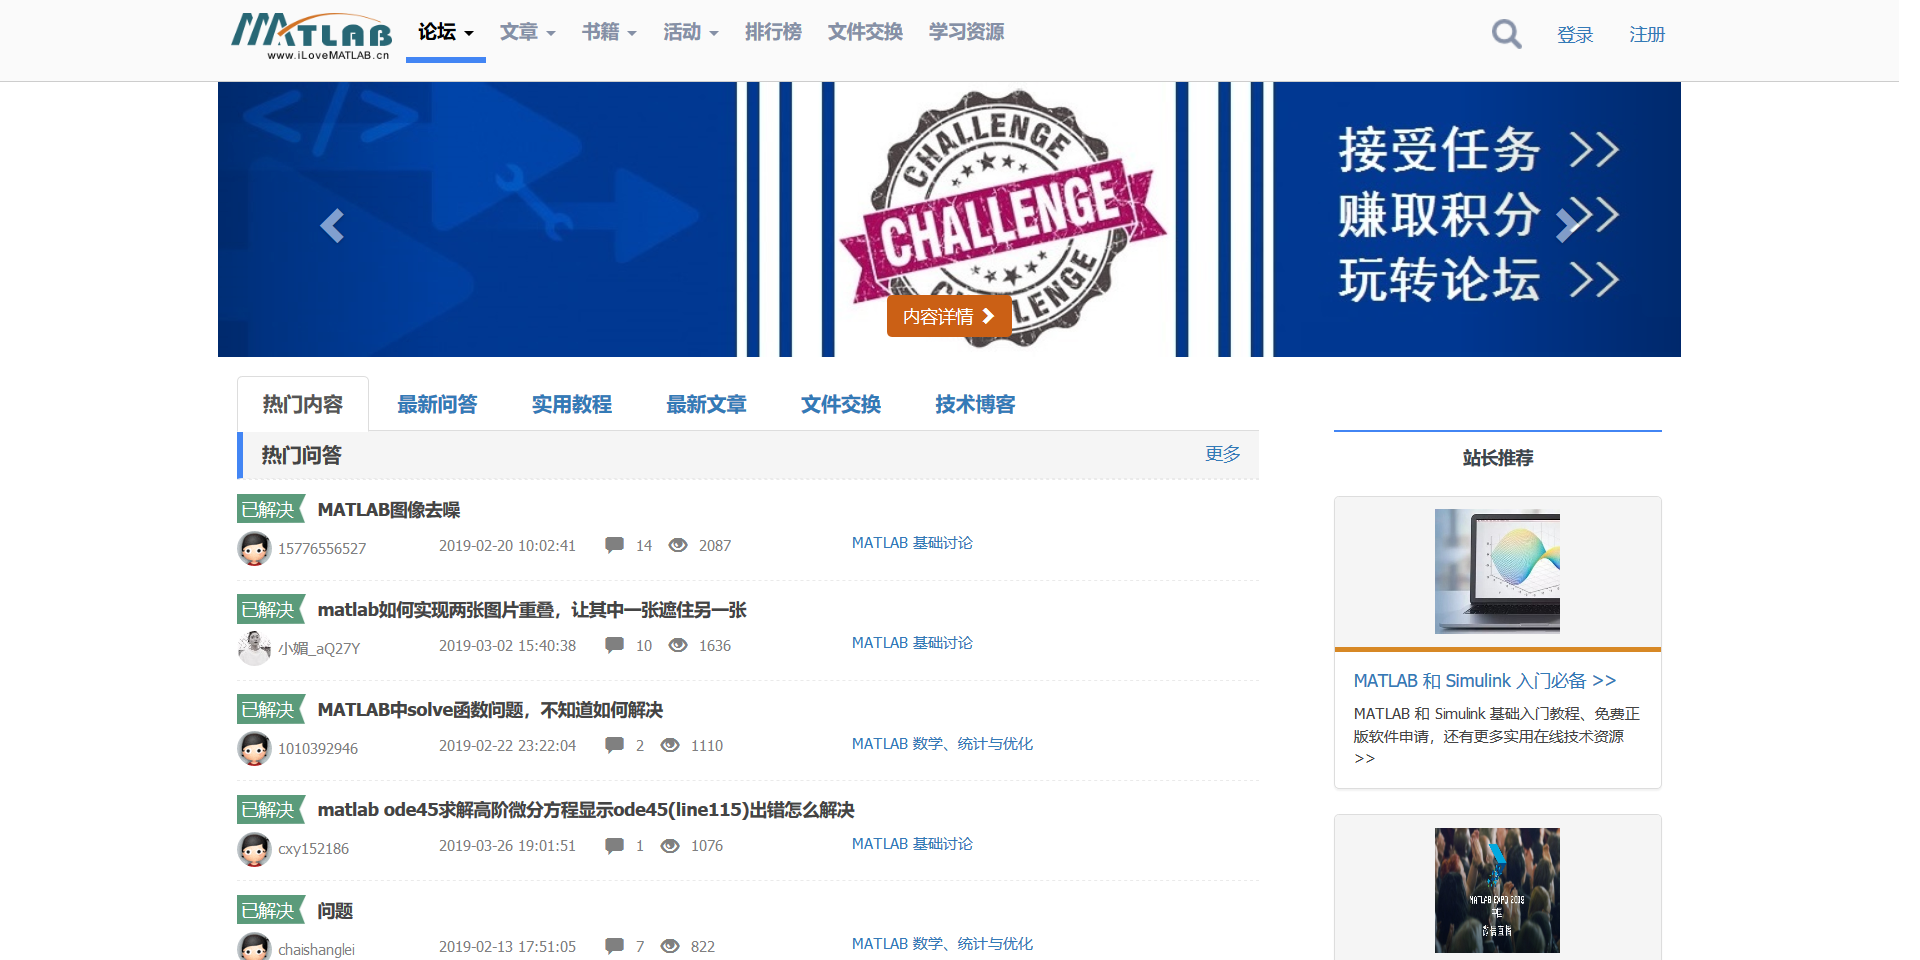 MATLAB
www.iLoveMATLAB.cn
论坛 文章 书籍 活动 排行榜 文件交换 学习资源 登录 注册
CHALLENGE
CHALLENGE
CHALLENGE
内容详情
接受任务 >>
赚取积分 >>
玩转论坛 >>
热门内容 最新问答 实用教程 最新文章 文件交换 技术博客
热门问答 更多
已解决 MATLAB图像去噪
15776556527 2019-02-20 10:02:41 14 2087 MATLAB 基础讨论
已解决 matlab如何实现两张图片重叠，让其中一张遮住另一张
小媚_aQ27Y 2019-03-02 15:40:38 10 1636 MATLAB 基础讨论
已解决 MATLAB中solve函数问题，不知道如何解决
1010392946 2019-02-22 23:22:04 2 1110 MATLAB 数学、统计与优化
已解决 matlab ode45求解高阶微分方程显示ode45(line115)出错怎么解决
cxy152186 2019-03-26 19:01:51 1 1076 MATLAB 基础讨论
已解决 问题
chaishanglei 2019-02-13 17:51:05 7 822 MATLAB 数学、统计与优化
站长推荐
MATLAB 和 Simulink 入门必备 >>
MATLAB 和 Simulink 基础入门教程、免费正
版软件申请，还有更多实用在线技术资源
>>
MATLAB EXPO 2018